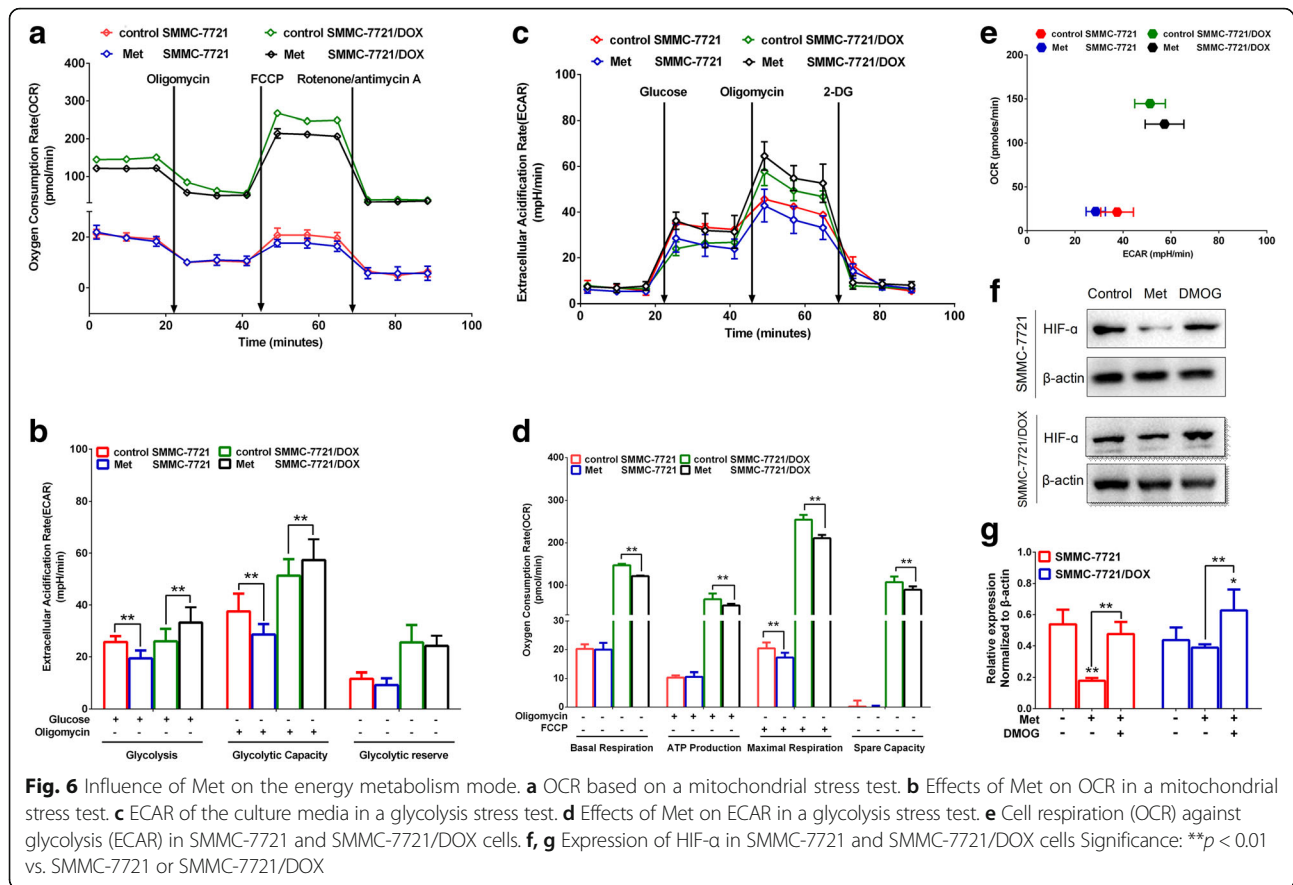 a
control SMMC-7721 control SMMC-7721/DOX
Met SMMC-7721 Met SMMC-7721/DOX
Oligomycin FCCP Rotenone/antimycin A
Oxygen Consumption Rate(OCR)
(pmol/min)
400
300
200
100
20
0
0 20 40 60 80 100
Time (minutes)
c
control SMMC-7721 control SMMC-7721/DOX
Met SMMC-7721 Met SMMC-7721/DOX
Glucose Oligomycin 2-DG
Extracellular Acidification Rate(ECAR)
(mpH/min)
100
80
60
40
20
0
0 20 40 60 80 100
Time (minutes)
e
control SMMC-7721 control SMMC-7721/DOX
Met SMMC-7721 Met SMMC-7721/DOX
OCR (pmoles/min)
200
150
100
50
0
0 20 40 60 80 100
ECAR (mpH/min)
f
Control Met DMOG
SMMC-7721
HIF-α
β-actin
SMMC-7721/DOX
HIF-α
β-actin
b
control SMMC-7721 control SMMC-7721/DOX
Met SMMC-7721 Met SMMC-7721/DOX
Extracellular Acidification Rate(ECAR)
(mpH/min)
100
80
60
40
20
0
** ** ** **
Glucose + + + + - - - - - - - -
Oligomycin - - - - + + + + - - - -
Glycolysis Glycolytic Capacity Glycolytic reserve
d
control SMMC-7721 control SMMC-7721/DOX
Met SMMC-7721 Met SMMC-7721/DOX
Oxygen Consumption Rate(OCR)
(pmol/min)
400
300
200
100
20
10
0
** ** ** ** **
Oligomycin - - - - + + + + - - - - - - - -
FCCP - - - - - - - - + + + + - - - -
Basal Respiration ATP Production Maximal Respiration Spare Capacity
g
SMMC-7721
SMMC-7721/DOX
Relative expression
Normalized to β-actin
1.0
0.8
0.6
0.4
0.2
0.0
** ** ** *
Met - + + - + +
DMOG - - + - - +
Fig. 6 Influence of Met on the energy metabolism mode. a OCR based on a mitochondrial stress test. b Effects of Met on OCR in a mitochondrial
stress test. c ECAR of the culture media in a glycolysis stress test. d Effects of Met on ECAR in a glycolysis stress test. e Cell respiration (OCR) against
glycolysis (ECAR) in SMMC-7721 and SMMC-7721/DOX cells. f, g Expression of HIF-α in SMMC-7721 and SMMC-7721/DOX cells Significance: **p < 0.01
vs. SMMC-7721 or SMMC-7721/DOX